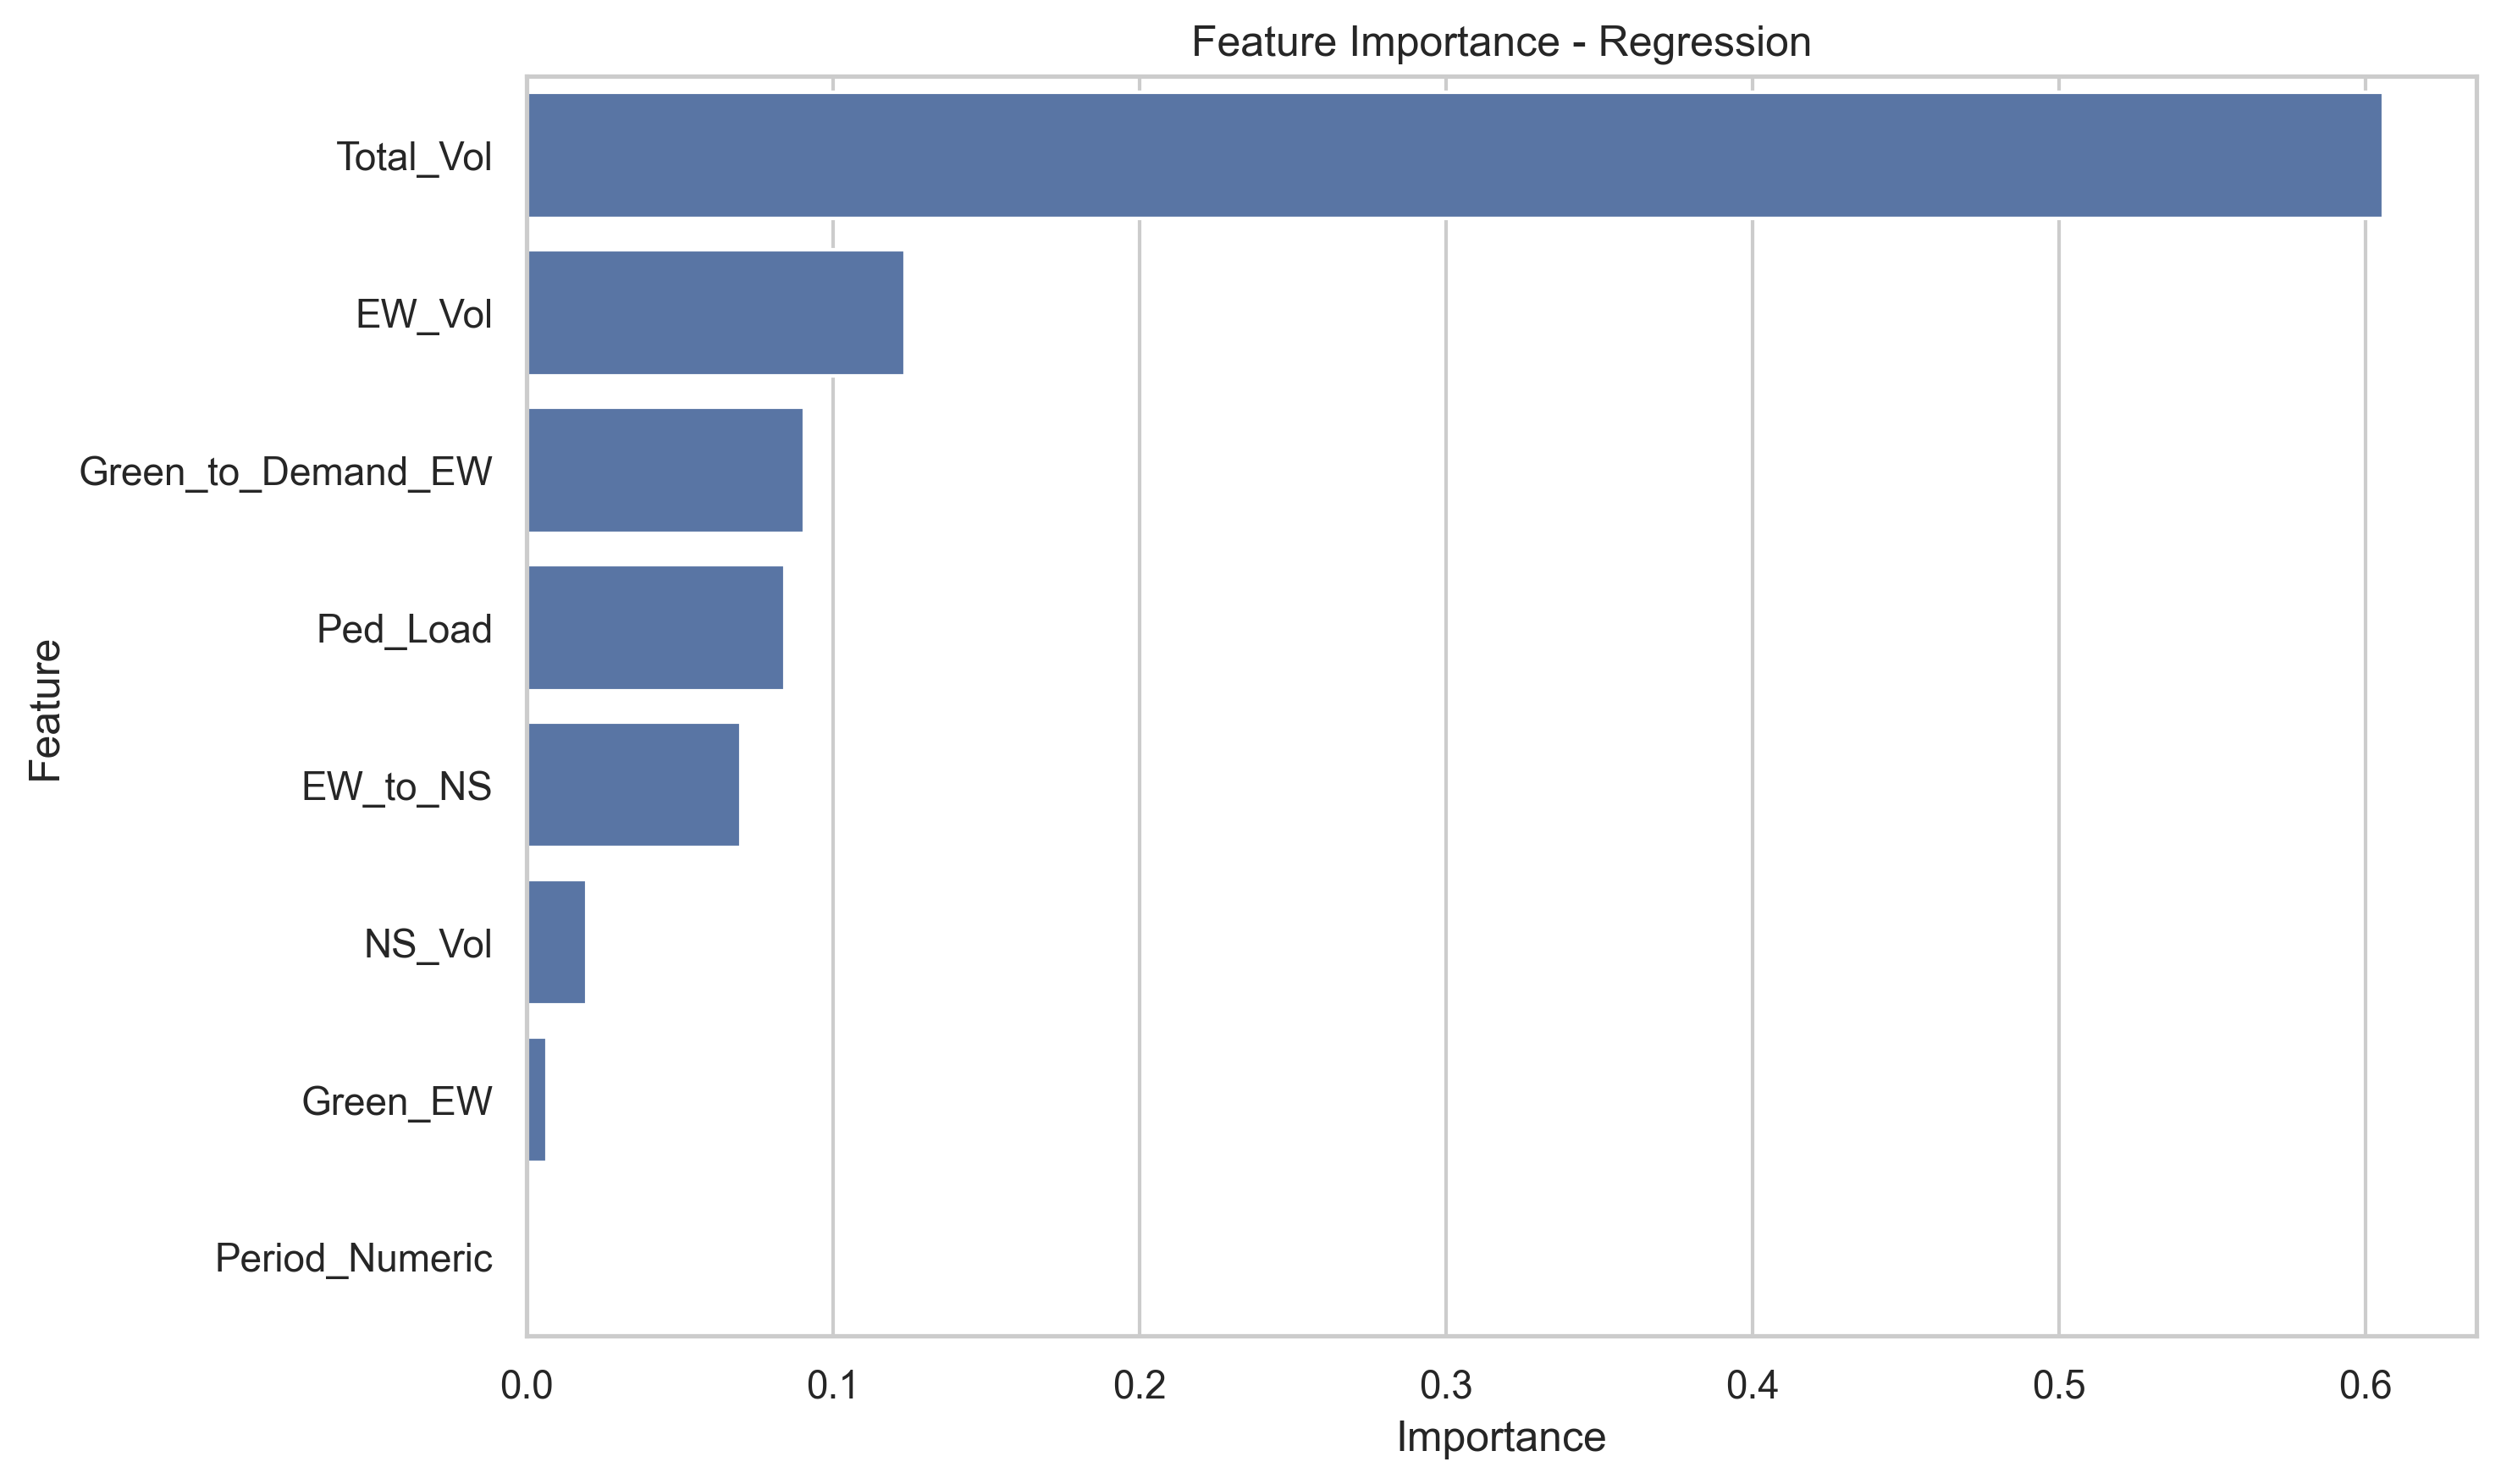 Feature Importance - Regression
Feature
Total_Vol
EW_Vol
Green_to_Demand_EW
Ped_Load
EW_to_NS
NS_Vol
Green_EW
Period_Numeric
0.0 0.1 0.2 0.3 0.4 0.5 0.6
Importance